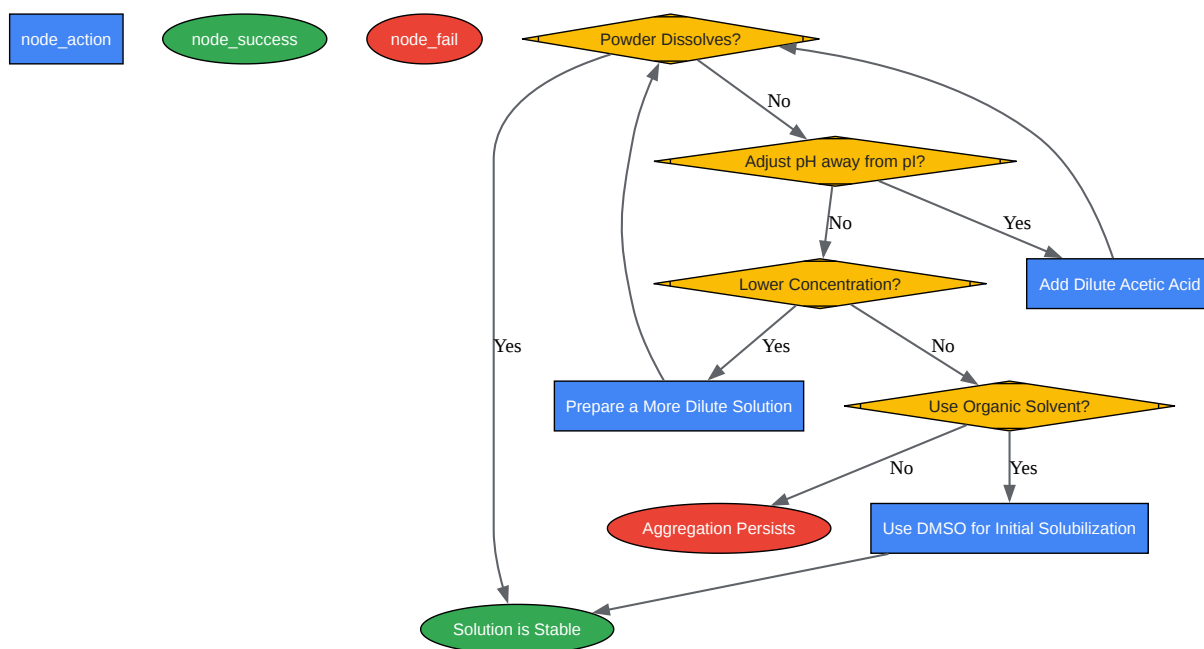 node_action
node_success
node_fail
Powder Dissolves?
No
Adjust pH away from pI?
No
Yes
Lower Concentration?
Add Dilute Acetic Acid
Yes
Yes
No
Prepare a More Dilute Solution
Use Organic Solvent?
No
Yes
Aggregation Persists
Use DMSO for Initial Solubilization
Solution is Stable